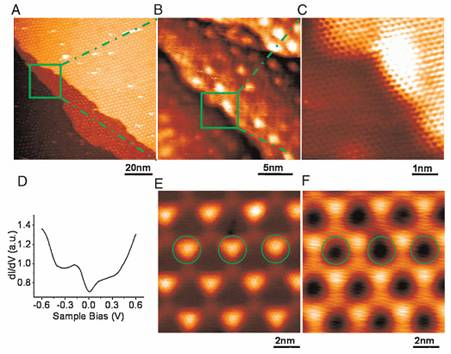 A
B
C
20nm
5nm
1nm
D
E
F
dI/dV (a.u.)
1.4
1.2
1.0
0.8
-0.6 -0.3 0.0 0.3 0.6
Sample Bias (V)
2nm
2nm